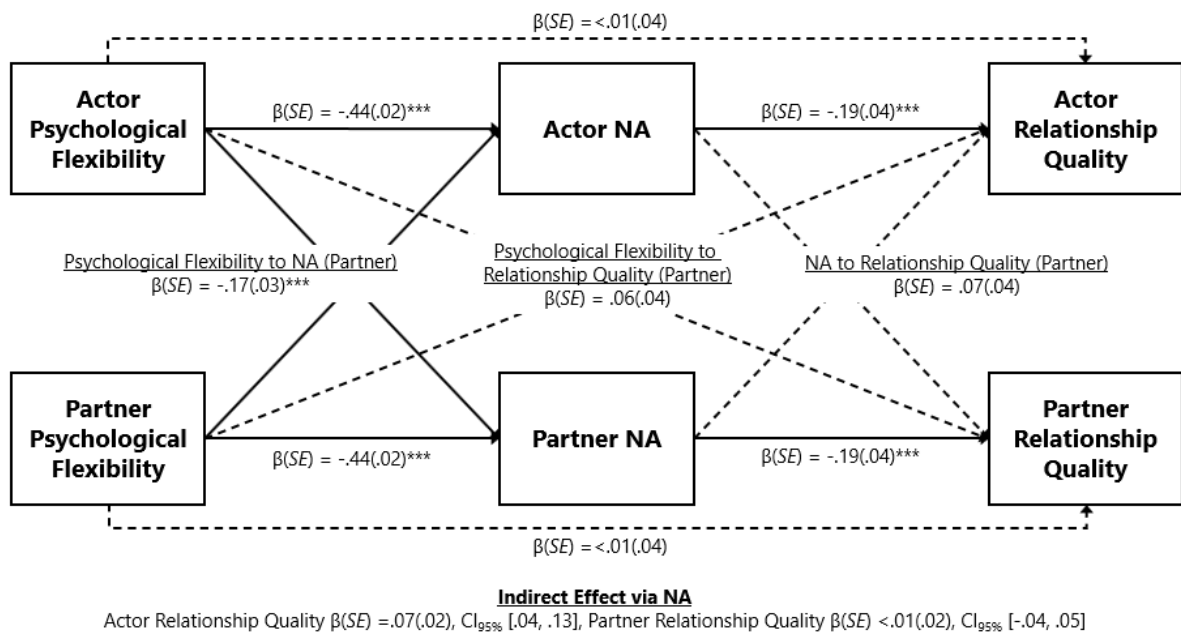 β(SE) =<.01(.04)
Actor
Psychological
Flexibility
β(SE) = -.44(.02)***
Actor NA
β(SE) = -.19(.04)***
Actor
Relationship
Quality
Psychological Flexibility to NA (Partner)
β(SE) = -.17(.03)***
Psychological Flexibility to
Relationship Quality (Partner)
β(SE) = .06(.04)
NA to Relationship Quality (Partner)
β(SE) = .07(.04)
Partner
Psychological
Flexibility
β(SE) = -.44(.02)***
Partner NA
β(SE) = -.19(.04)***
Partner
Relationship
Quality
β(SE) =<.01(.04)
Indirect Effect via NA
Actor Relationship Quality β(SE) =.07(.02), CI95% [.04, .13], Partner Relationship Quality β(SE) <.01(.02), CI95% [-.04, .05]